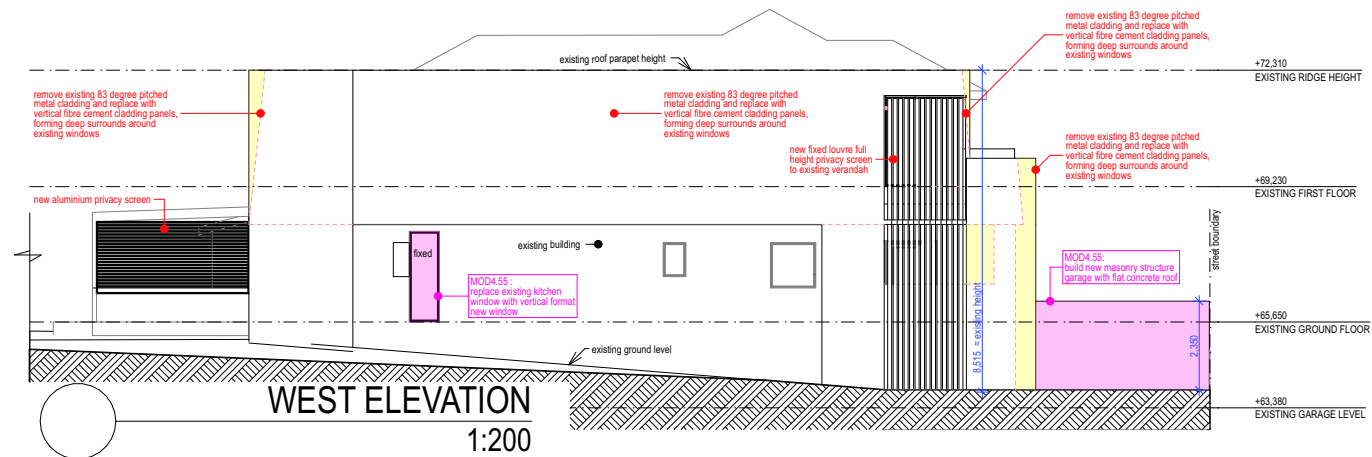 remove existing 83 degree pitched
metal cladding and replace with
vertical fibre cement cladding panels,
forming deep surrounds around
existing windows
existing roof parapet height
+72,310
EXISTING RIDGE HEIGHT
remove existing 83 degree pitched
metal cladding and replace with
vertical fibre cement cladding panels,
forming deep surrounds around
existing windows
remove existing 83 degree pitched
metal cladding and replace with
vertical fibre cement cladding panels,
forming deep surrounds around
existing windows
remove existing 83 degree pitched
metal cladding and replace with
vertical fibre cement cladding panels,
forming deep surrounds around
existing windows
new fixed louvre full
height privacy screen
to existing verandah
+69,230
EXISTING FIRST FLOOR
new aluminium privacy screen
street boundary
fixed
existing building
MOD4.55 :
build new masonry structure
garage with flat concrete roof
MOD4.55 :
replace existing kitchen
window with vertical format
new window
8,515 = existing height
+65,650
EXISTING GROUND FLOOR
2,350
existing ground level
WEST ELEVATION
1:200
+63,380
EXISTING GARAGE LEVEL